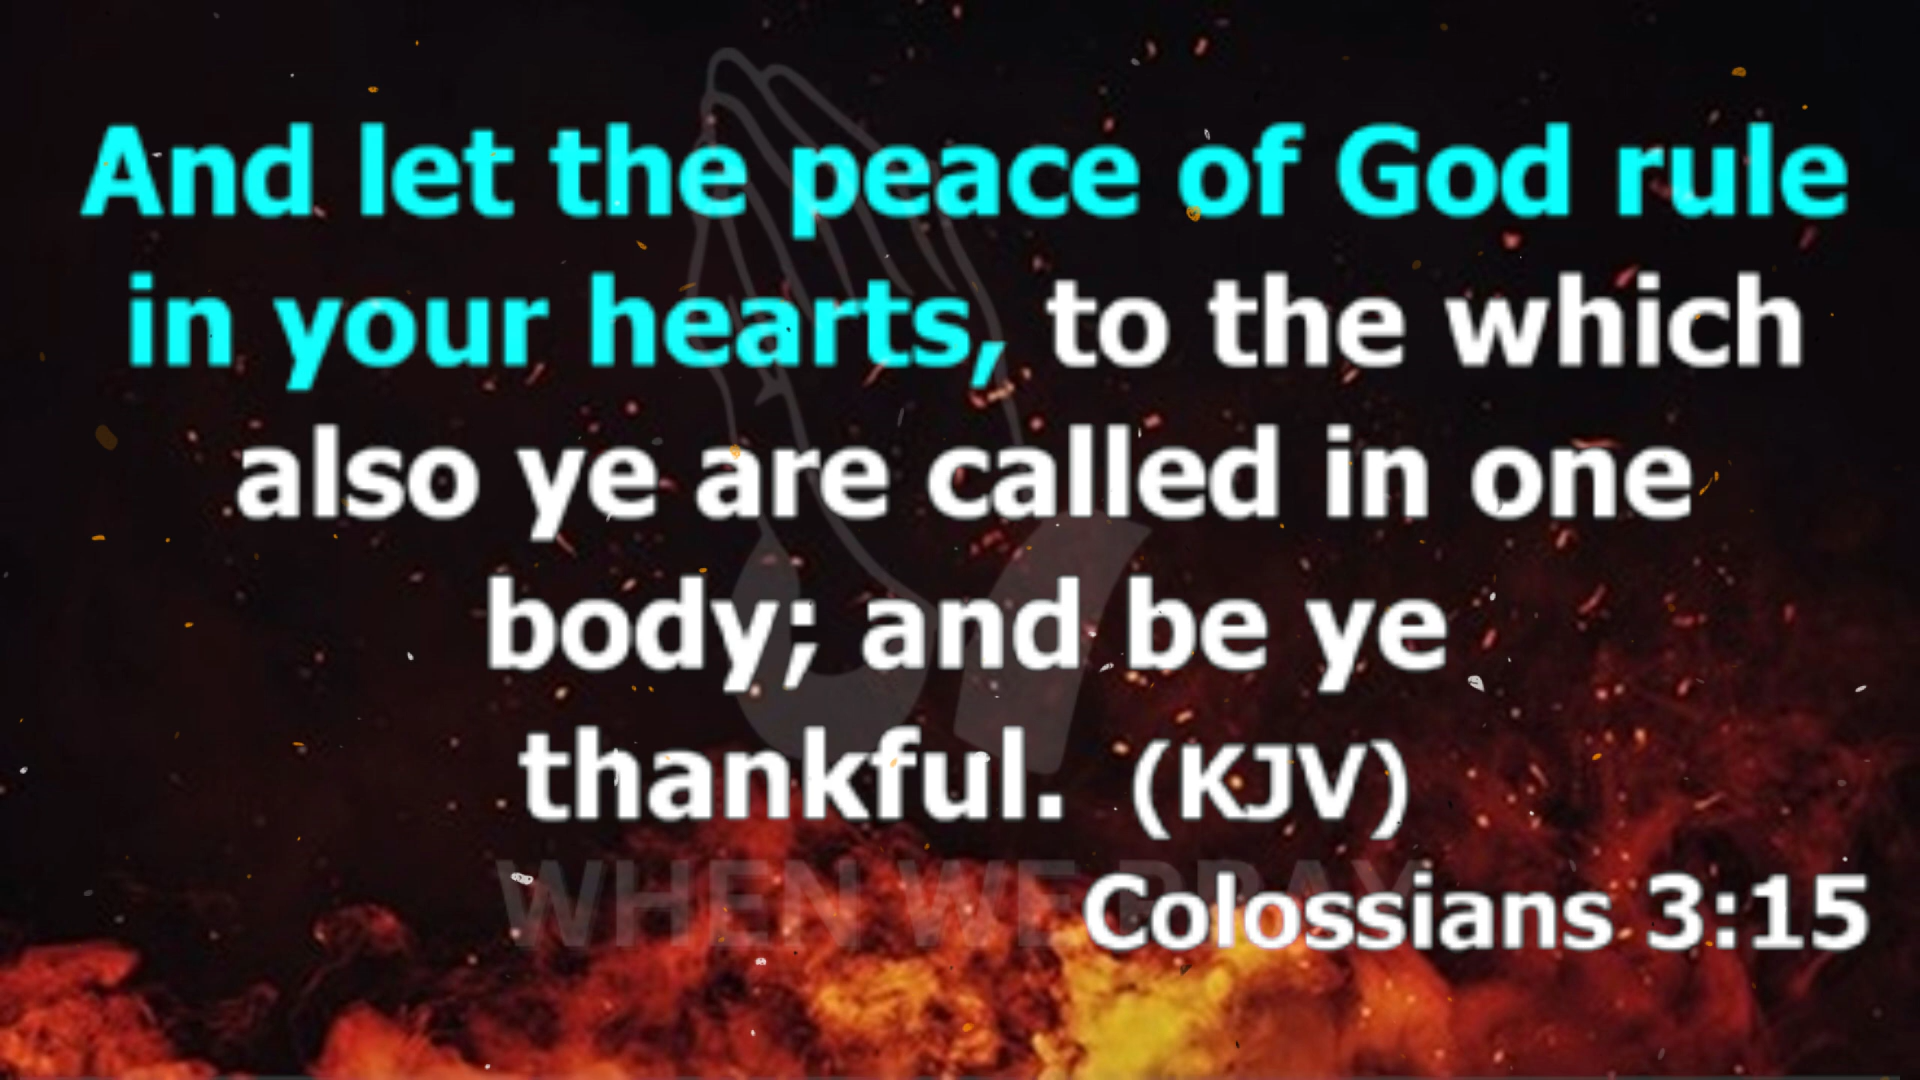 And let the peace of God rule
in your hearts, to the which
also ye are called in one
body; and be ye
thankful. (KJV)
WHEN WE PRAY
Colossians 3:15